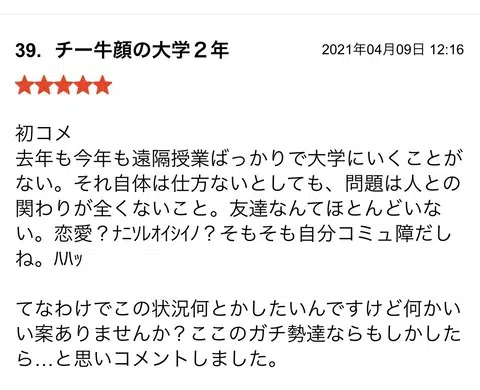 39. チー牛顔の大学２年
2021年04月09日 12:16
初コメ
去年も今年も遠隔授業ばっかりで大学にいくことが
ない。それ自体は仕方ないとしても、問題は人との
関わりが全くないこと。友達なんてほとんどいな
い。恋愛？ﾅﾆｿﾚｵｲｼｲﾉ？そもそも自分コミュ障だし
ね。ﾊﾊｯ
てなわけでこの状況何とかしたいんですけど何かい
い案ありませんか？ここのガチ勢達ならもしかした
ら…と思いコメントしました。